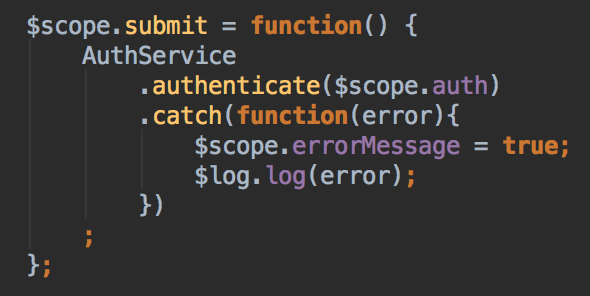 $scope.submit = function() {
    AuthService
        .authenticate($scope.auth)
        .catch(function(error){
            $scope.errorMessage = true;
            $log.log(error);
        })
    ;
};